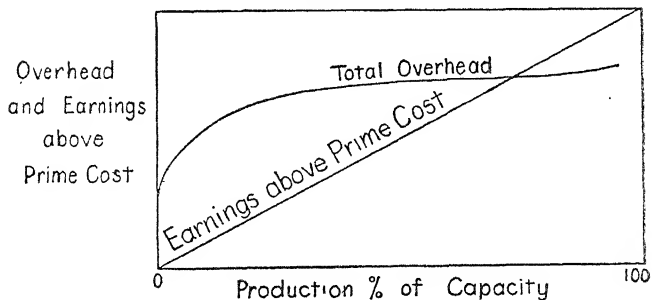 Overhead
and Earnings
above
Prime Cost
Total Overhead
Earnings above Prime Cost
0
100
Production % of Capacity